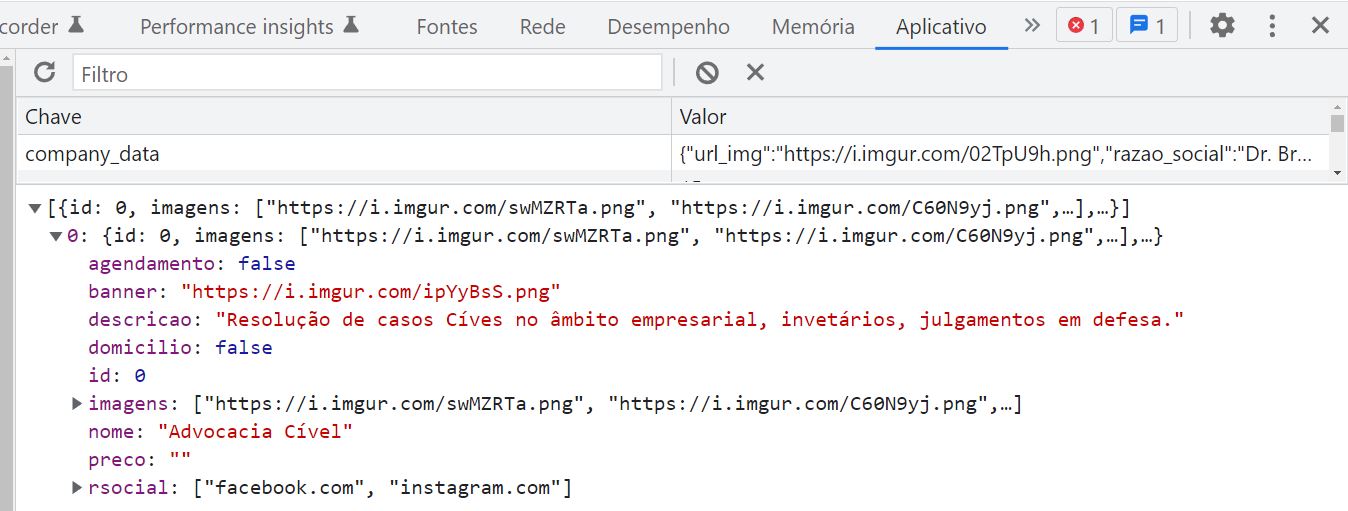 corder Performance insights Fontes Rede Desempenho Memória Aplicativo » 1 1
Filtro
Chave Valor
company_data {"url_img":"https://i.imgur.com/02TpU9h.png","razao_social":"Dr. Br...
[{id: 0, imagens: ["https://i.imgur.com/swMZRTa.png", "https://i.imgur.com/C60N9yj.png",…],…}]
0: {id: 0, imagens: ["https://i.imgur.com/swMZRTa.png", "https://i.imgur.com/C60N9yj.png",…],…}
agendamento: false
banner: "https://i.imgur.com/ipYyBsS.png"
descricao: "Resolução de casos Cíves no âmbito empresarial, invetários, julgamentos em defesa."
domicilio: false
id: 0
imagens: ["https://i.imgur.com/swMZRTa.png", "https://i.imgur.com/C60N9yj.png",…]
nome: "Advocacia Cível"
preco: ""
rsocial: ["facebook.com", "instagram.com"]